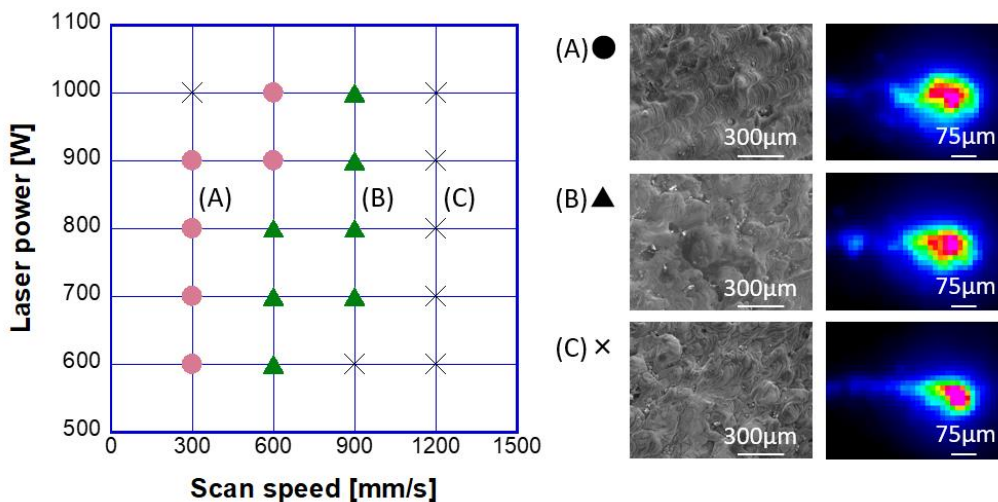 1100
1000
900
800
700
600
500
0
300
600
900
1200
1500
Laser power [W]
Scan speed [mm/s]
(A)
(B)
(C)
(A)
300μm
75μm
(B)
300μm
75μm
(C)
300μm
75μm